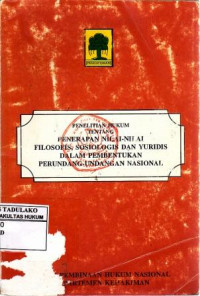 PENGAYOMAN
PENELITIAN HUKUM
TENTANG
PENERAPAN NILAI-NILAI
FILOSOFIS, SOSIOLOGIS DAN YURIDIS
DALAM PEMBENTUKAN
PERUNDANG-UNDANGAN NASIONAL
TADULAKO
FAKULTAS HUKUM
PEMBINAAN HUKUM NASIONAL
KEHAKIMAN